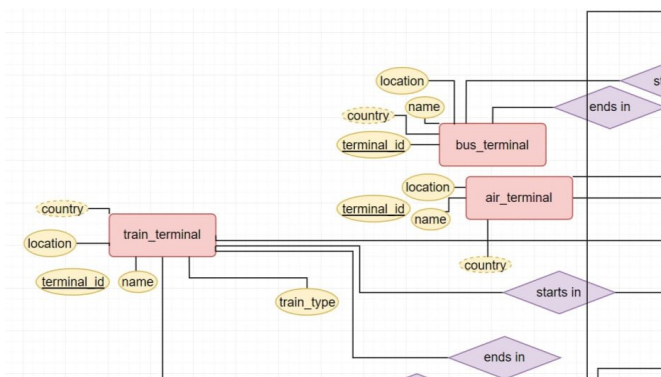 location
name
country
terminal_id
bus_terminal
ends in
location
air_terminal
terminal_id
name
country
country
train_terminal
location
terminal_id
name
train_type
starts in
ends in